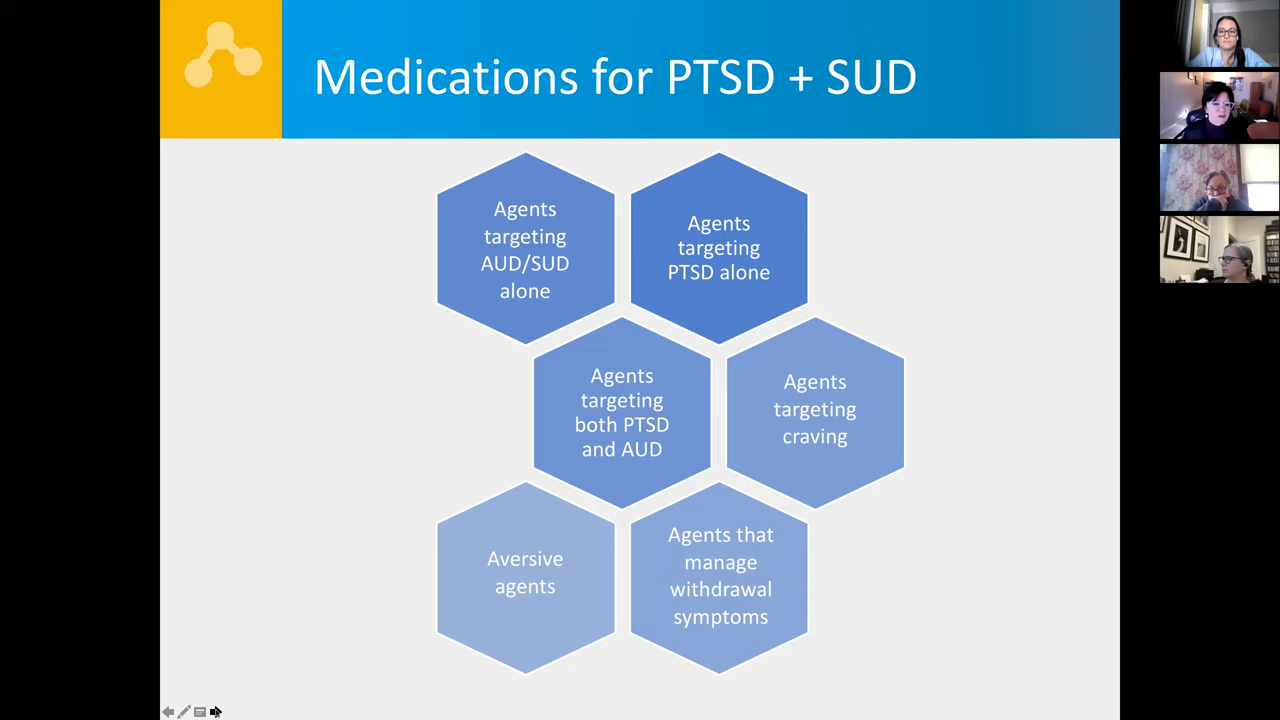 Medications for PTSD + SUD
Agents
targeting
AUD/SUD
alone
Agents
targeting
PTSD alone
Agents
targeting
both PTSD
and AUD
Agents
targeting
craving
Aversive
agents
Agents that
manage
withdrawal
symptoms